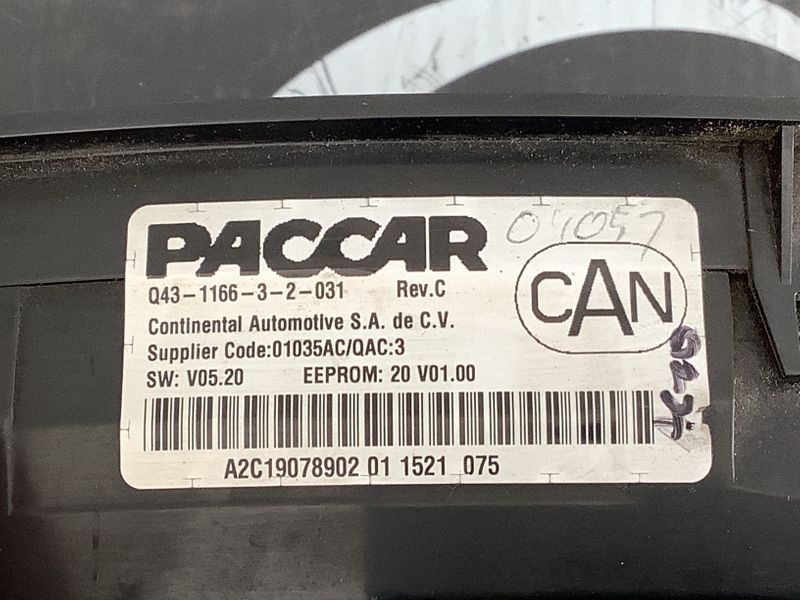 PACCAR
04057
Q43-1166-3-2-031 Rev.C
CAN
Continental Automotive S.A. de C.V.
Supplier Code:01035AC/QAC:3
SW: V05.20 EEPROM: 20 V01.00
A2C19078902 01 1521 075